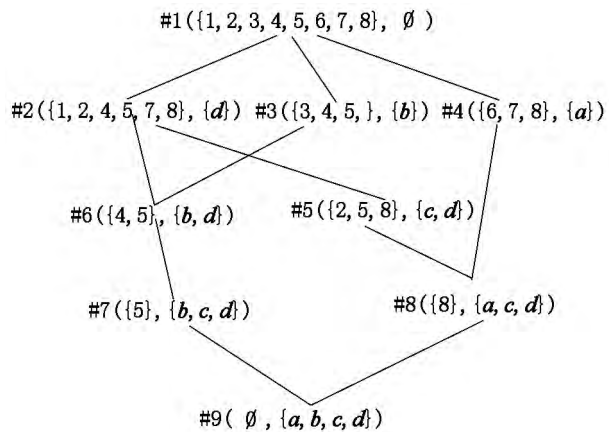 #1({1, 2, 3, 4, 5, 6, 7, 8}, ∅ )
#2({1, 2, 4, 5, 7, 8}, {d}) #3({3, 4, 5, }, {b}) #4({6, 7, 8}, {a})
#6({4, 5}, {b, d}) #5({2, 5, 8}, {c, d})
#7({5}, {b, c, d}) #8({8}, {a, c, d})
#9( ∅ , {a, b, c, d})